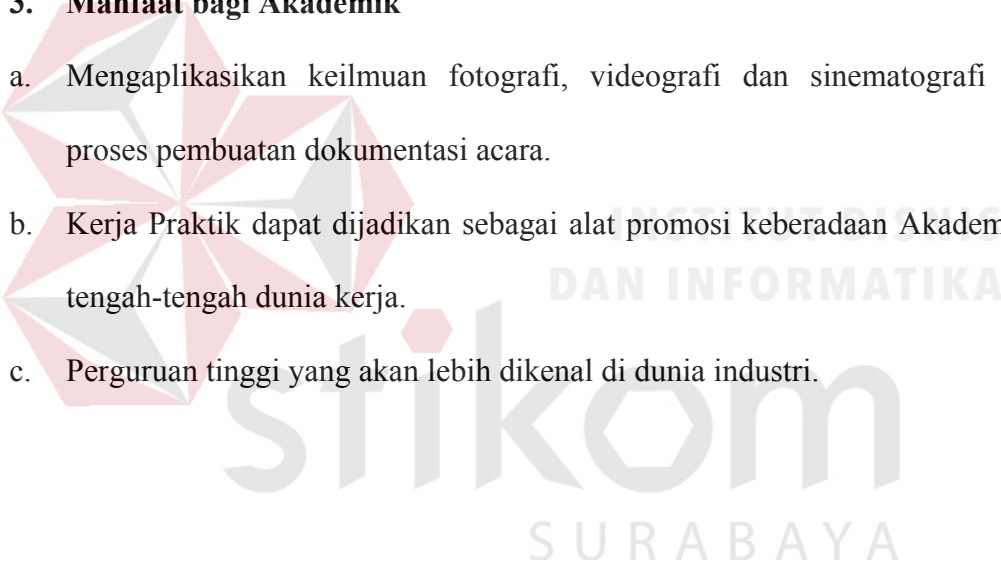 3. Manfaat bagi Akademik
a. Mengaplikasikan keilmuan fotografi, videografi dan sinematografi
proses pembuatan dokumentasi acara.
b. Kerja Praktik dapat dijadikan sebagai alat promosi keberadaan Akadem
tengah-tengah dunia kerja.
c. Perguruan tinggi yang akan lebih dikenal di dunia industri.
INSTITUT BISNIS
DAN INFORMATIKA
stikom
SURABAYA